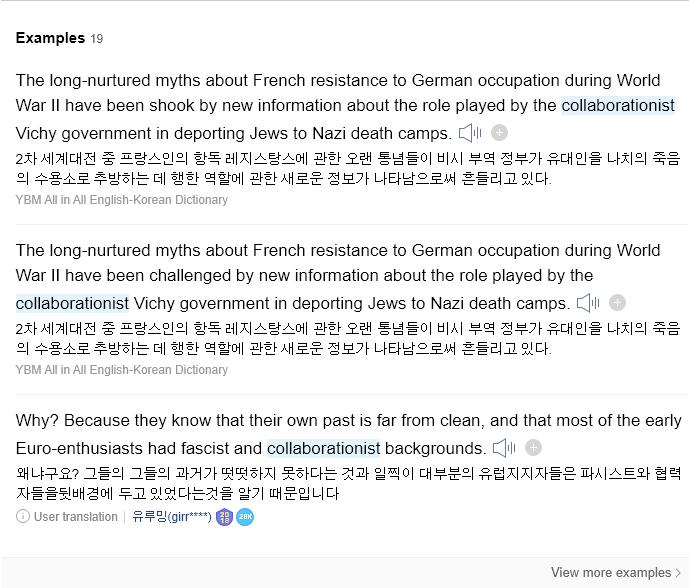 Examples 19
The long-nurtured myths about French resistance to German occupation during World
War II have been shook by new information about the role played by the collaborationist
Vichy government in deporting Jews to Nazi death camps.
2차 세계대전 중 프랑스인의 항독 레지스탕스에 관한 오랜 통념들이 비시 부역 정부가 유대인을 나치의 죽음
의 수용소로 추방하는 데 행한 역할에 관한 새로운 정보가 나타남으로써 흔들리고 있다.
YBM All in All English-Korean Dictionary
The long-nurtured myths about French resistance to German occupation during World
War II have been challenged by new information about the role played by the
collaborationist Vichy government in deporting Jews to Nazi death camps.
2차 세계대전 중 프랑스인의 항독 레지스탕스에 관한 오랜 통념들이 비시 부역 정부가 유대인을 나치의 죽음
의 수용소로 추방하는 데 행한 역할에 관한 새로운 정보가 나타남으로써 흔들리고 있다.
YBM All in All English-Korean Dictionary
Why? Because they know that their own past is far from clean, and that most of the early
Euro-enthusiasts had fascist and collaborationist backgrounds.
왜냐구요? 그들의 그들의 과거가 떳떳하지 못하다는 것과 일찍이 대부분의 유럽지지자들은 파시스트와 협력
자들을뒷배경에 두고 있었다는것을 알기 때문입니다
User translation 유루밍(girr****) 2018 28K
View more examples